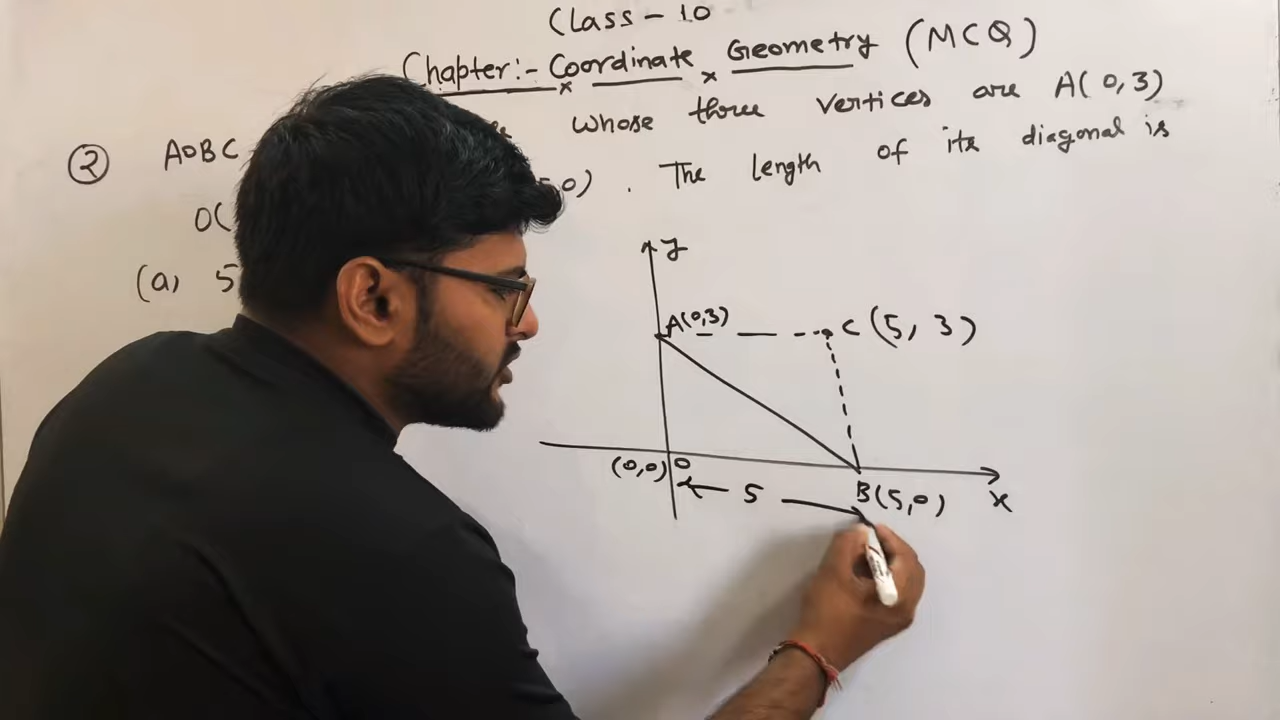 Class - 10
Chapter:- Coordinate Geometry (MCQ)
② AOBC whose three vertices are A(0,3)
O( ,0). The length of its diagonal is
(a) 5
y
A(0,3) C (5, 3)
(0,0) O
5 B(5,0) x